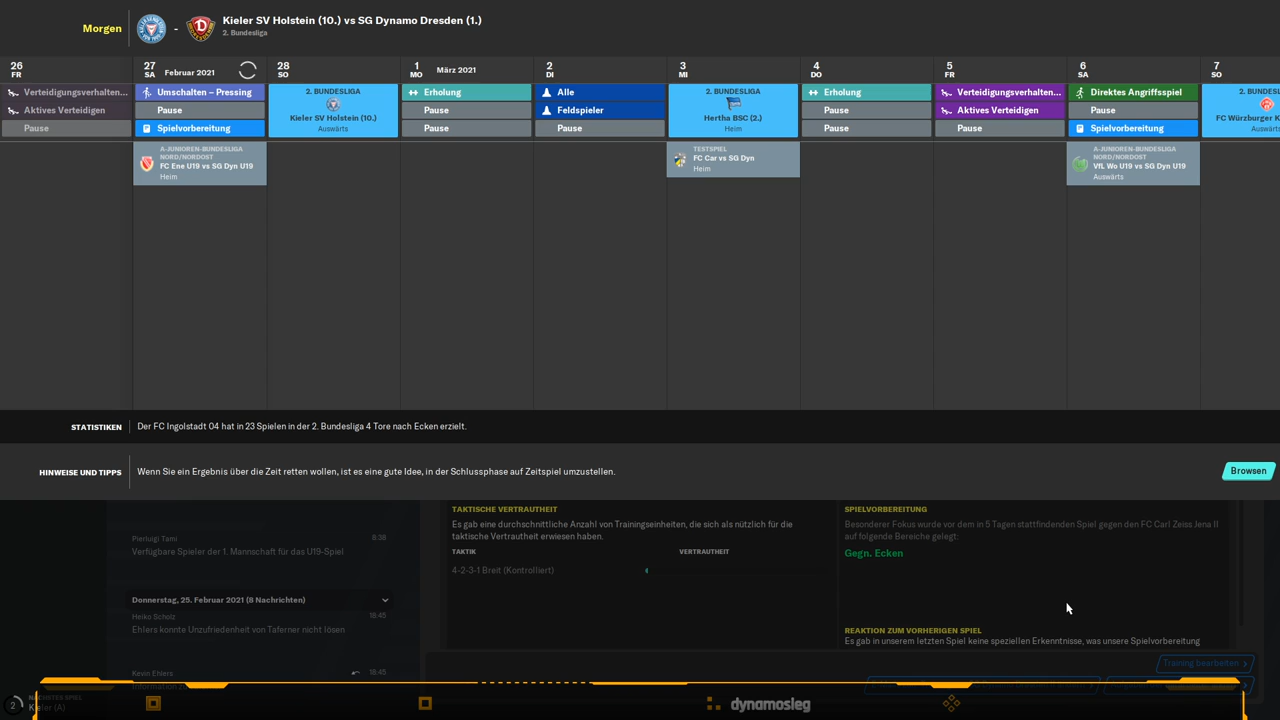 Morgen
-
Kieler SV Holstein (10.) vs SG Dynamo Dresden (1.)
2. Bundesliga
26
FR
27
SA Februar 2021
28
SO
1
MO März 2021
2
DI
3
MI
4
DO
5
FR
6
SA
7
SO
Verteidigungsverhalten...
Aktives Verteidigen
Pause
Umschalten – Pressing
Pause
Spielvorbereitung
2. BUNDESLIGA
Kieler SV Holstein (10.)
Auswärts
Erholung
Pause
Pause
Alle
Feldspieler
Pause
2. BUNDESLIGA
Hertha BSC (2.)
Heim
Erholung
Pause
Pause
Verteidigungsverhalten...
Aktives Verteidigen
Pause
Direktes Angriffsspiel
Pause
Spielvorbereitung
2. BUNDESL
FC Würzburger K
Auswärts
A-JUNIOREN-BUNDESLIGA
NORD/NORDOST
FC Ene U19 vs SG Dyn U19
Heim
TESTSPIEL
FC Car vs SG Dyn
Heim
A-JUNIOREN-BUNDESLIGA
NORD/NORDOST
VfL Wo U19 vs SG Dyn U19
Auswärts
STATISTIKEN
Der FC Ingolstadt 04 hat in 23 Spielen in der 2. Bundesliga 4 Tore nach Ecken erzielt.
HINWEISE UND TIPPS
Wenn Sie ein Ergebnis über die Zeit retten wollen, ist es eine gute Idee, in der Schlussphase auf Zeitspiel umzustellen.
Browsen
Pierluigi Tami 8:38
Verfügbare Spieler der 1. Mannschaft für das U19-Spiel
Donnerstag, 25. Februar 2021 (8 Nachrichten)
Heiko Scholz 18:45
Ehlers konnte Unzufriedenheit von Taferner nicht lösen
Kevin Ehlers 18:45
TAKTISCHE VERTRAUTHEIT
Es gab eine durchschnittliche Anzahl von Trainingseinheiten, die sich als nützlich für die
taktische Vertrautheit erwiesen haben.
TAKTIK VERTRAUTHEIT
4-2-3-1 Breit (Kontrolliert)
SPIELVORBEREITUNG
Besonderer Fokus wurde vor dem in 5 Tagen stattfindenden Spiel gegen den FC Carl Zeiss Jena II
auf folgende Bereiche gelegt:
Gegn. Ecken
REAKTION ZUM VORHERIGEN SPIEL
Es gab in unserem letzten Spiel keine speziellen Erkenntnisse, was unsere Spielvorbereitung
Training bearbeiten
2
NÄCHSTES SPIEL
(A)
dynamosieg